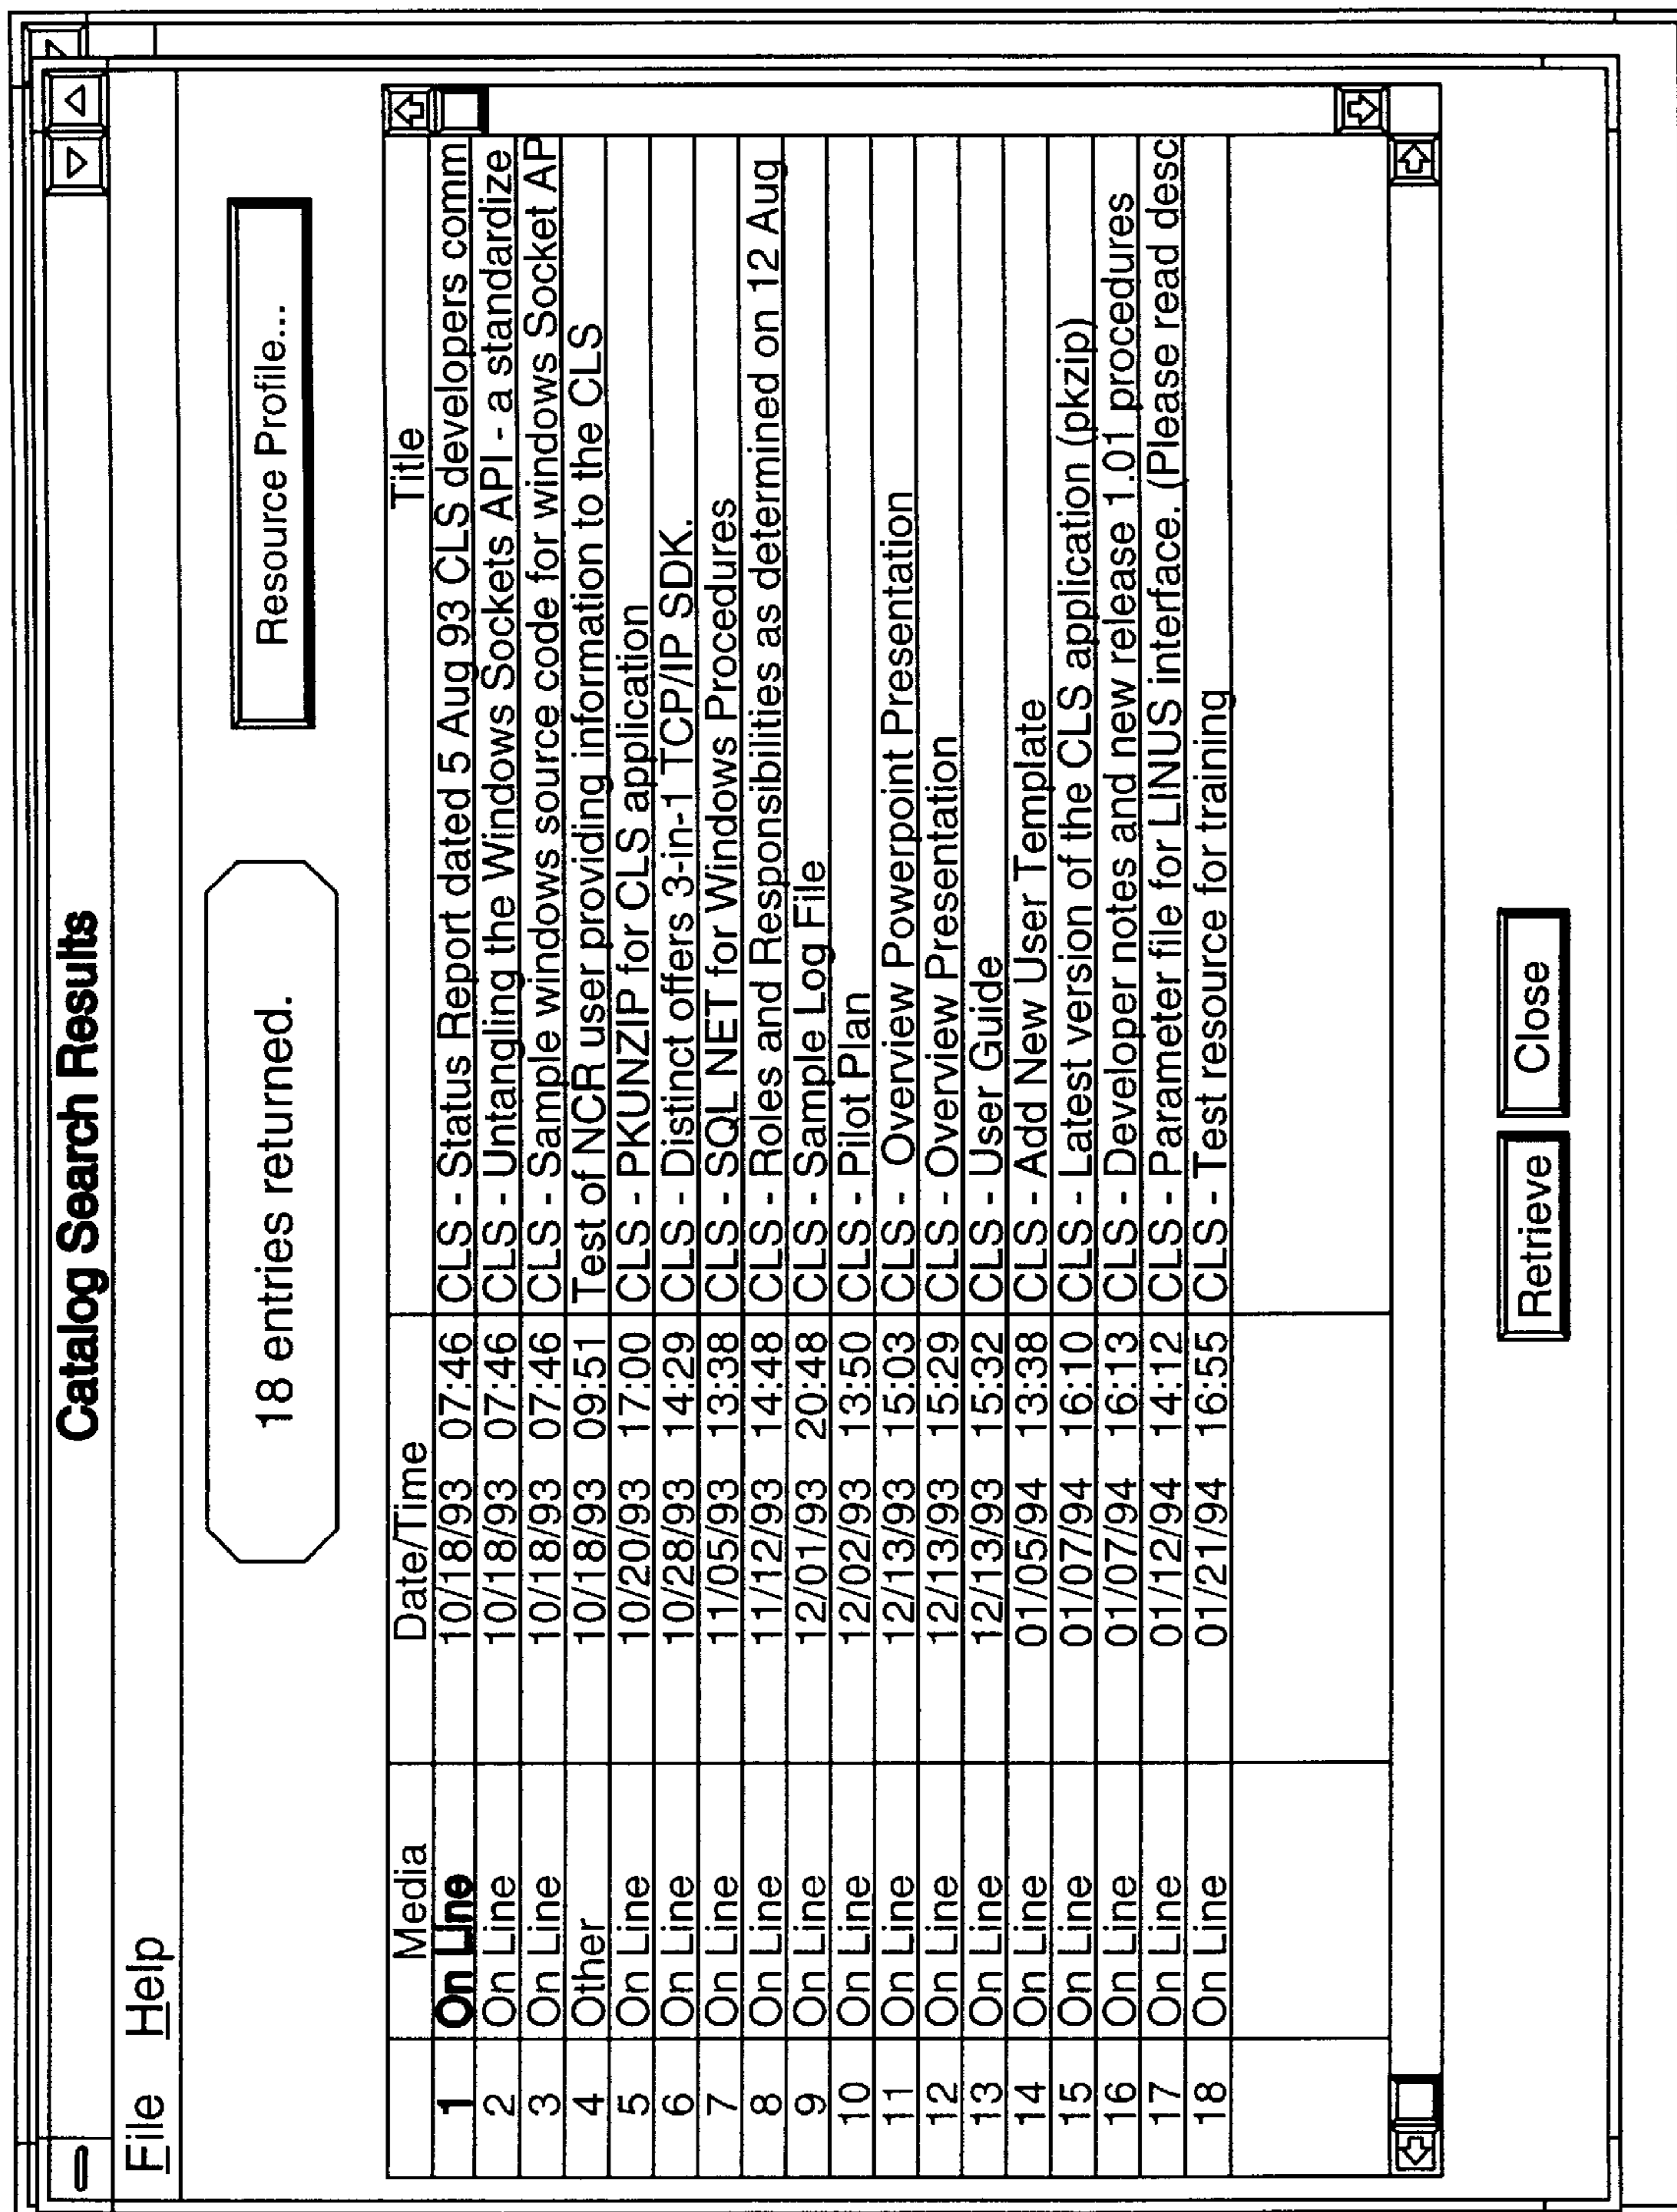 Catalog Search Results
File Help
18 entries returned.
Resource Profile...
Media Date/Time Title
1 On Line 10/18/93 07:46 CLS - Status Report dated 5 Aug 93 CLS developers comm
2 On Line 10/18/93 07:46 CLS - Untangling the Windows Sockets API - a standardize
3 On Line 10/18/93 07:46 CLS - Sample windows source code for windows Socket AP
4 Other 10/18/93 09:51 Test of NCR user providing information to the CLS
5 On Line 10/20/93 17:00 CLS - PKUNZIP for CLS application
6 On Line 10/28/93 14:29 CLS - Distinct offers 3-in-1 TCP/IP SDK.
7 On Line 11/05/93 13:38 CLS - SQL NET for Windows Procedures
8 On Line 11/12/93 14:48 CLS - Roles and Responsibilities as determined on 12 Aug
9 On Line 12/01/93 20:48 CLS - Sample Log File
10 On Line 12/02/93 13:50 CLS - Pilot Plan
11 On Line 12/13/93 15:03 CLS - Overview Powerpoint Presentation
12 On Line 12/13/93 15:29 CLS - Overview Presentation
13 On Line 12/13/93 15:32 CLS - User Guide
14 On Line 01/05/94 13:38 CLS - Add New User Template
15 On Line 01/07/94 16:10 CLS - Latest version of the CLS application (pkzip)
16 On Line 01/07/94 16:13 CLS - Developer notes and new release 1.01 procedures
17 On Line 01/12/94 14:12 CLS - Parameter file for LINUS interface. (Please read desc
18 On Line 01/21/94 16:55 CLS - Test resource for training
Retrieve Close